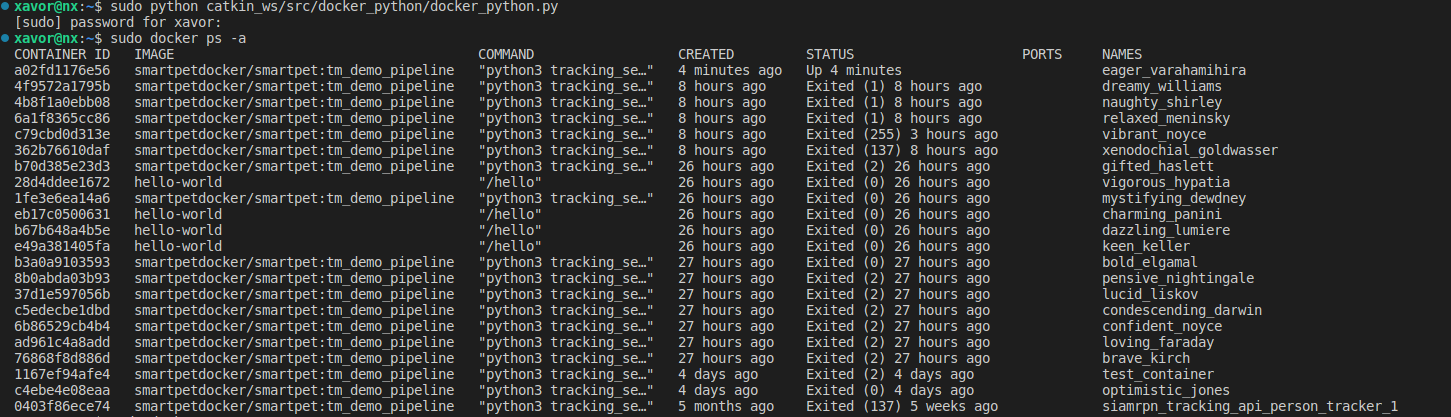 xavor@nx:~$ sudo python catkin_ws/src/docker_python/docker_python.py
[sudo] password for xavor:
xavor@nx:~$ sudo docker ps -a
CONTAINER ID   IMAGE                                 COMMAND                  CREATED         STATUS                     PORTS     NAMES
a02fd1176e56   smartpetdocker/smartpet:tm_demo_pipeline   "python3 tracking_se…"   4 minutes ago   Up 4 minutes                         eager_varahamihira
4f9572a1795b   smartpetdocker/smartpet:tm_demo_pipeline   "python3 tracking_se…"   8 hours ago     Exited (1) 8 hours ago               dreamy_williams
4b8f1a0ebb08   smartpetdocker/smartpet:tm_demo_pipeline   "python3 tracking_se…"   8 hours ago     Exited (1) 8 hours ago               naughty_shirley
6a1f8365cc86   smartpetdocker/smartpet:tm_demo_pipeline   "python3 tracking_se…"   8 hours ago     Exited (1) 8 hours ago               relaxed_meninsky
c79cbd0d313e   smartpetdocker/smartpet:tm_demo_pipeline   "python3 tracking_se…"   8 hours ago     Exited (255) 3 hours ago             vibrant_noyce
362b76610daf   smartpetdocker/smartpet:tm_demo_pipeline   "python3 tracking_se…"   8 hours ago     Exited (137) 8 hours ago             xenodochial_goldwasser
b70d385e23d3   smartpetdocker/smartpet:tm_demo_pipeline   "python3 tracking_se…"   26 hours ago    Exited (2) 26 hours ago              gifted_haslett
28d4ddee1672   hello-world                                "/hello"                 26 hours ago    Exited (0) 26 hours ago              vigorous_hypatia
1fe3e6ea14a6   smartpetdocker/smartpet:tm_demo_pipeline   "python3 tracking_se…"   26 hours ago    Exited (0) 26 hours ago              mystifying_dewdney
eb17c0500631   hello-world                                "/hello"                 26 hours ago    Exited (0) 26 hours ago              charming_panini
b67b648a4b5e   hello-world                                "/hello"                 26 hours ago    Exited (0) 26 hours ago              dazzling_lumiere
e49a381405fa   hello-world                                "/hello"                 26 hours ago    Exited (0) 26 hours ago              keen_keller
b3a0a9103593   smartpetdocker/smartpet:tm_demo_pipeline   "python3 tracking_se…"   27 hours ago    Exited (0) 27 hours ago              bold_elgamal
8b0abda03b93   smartpetdocker/smartpet:tm_demo_pipeline   "python3 tracking_se…"   27 hours ago    Exited (2) 27 hours ago              pensive_nightingale
37d1e597056b   smartpetdocker/smartpet:tm_demo_pipeline   "python3 tracking_se…"   27 hours ago    Exited (2) 27 hours ago              lucid_liskov
c5edecbe1dbd   smartpetdocker/smartpet:tm_demo_pipeline   "python3 tracking_se…"   27 hours ago    Exited (2) 27 hours ago              condescending_darwin
6b86529cb4b4   smartpetdocker/smartpet:tm_demo_pipeline   "python3 tracking_se…"   27 hours ago    Exited (2) 27 hours ago              confident_noyce
ad961c4a8add   smartpetdocker/smartpet:tm_demo_pipeline   "python3 tracking_se…"   27 hours ago    Exited (2) 27 hours ago              loving_faraday
76868f8d886d   smartpetdocker/smartpet:tm_demo_pipeline   "python3 tracking_se…"   27 hours ago    Exited (2) 27 hours ago              brave_kirch
1167ef94afe4   smartpetdocker/smartpet:tm_demo_pipeline   "python3 tracking_se…"   4 days ago      Exited (2) 4 days ago                test_container
c4ebe4e08eaa   smartpetdocker/smartpet:tm_demo_pipeline   "python3 tracking_se…"   4 days ago      Exited (0) 4 days ago                optimistic_jones
0403f86ece74   smartpetdocker/smartpet:tm_demo_pipeline   "python3 tracking_se…"   5 months ago    Exited (137) 5 weeks ago             siamrpn_tracking_api_person_tracker_1